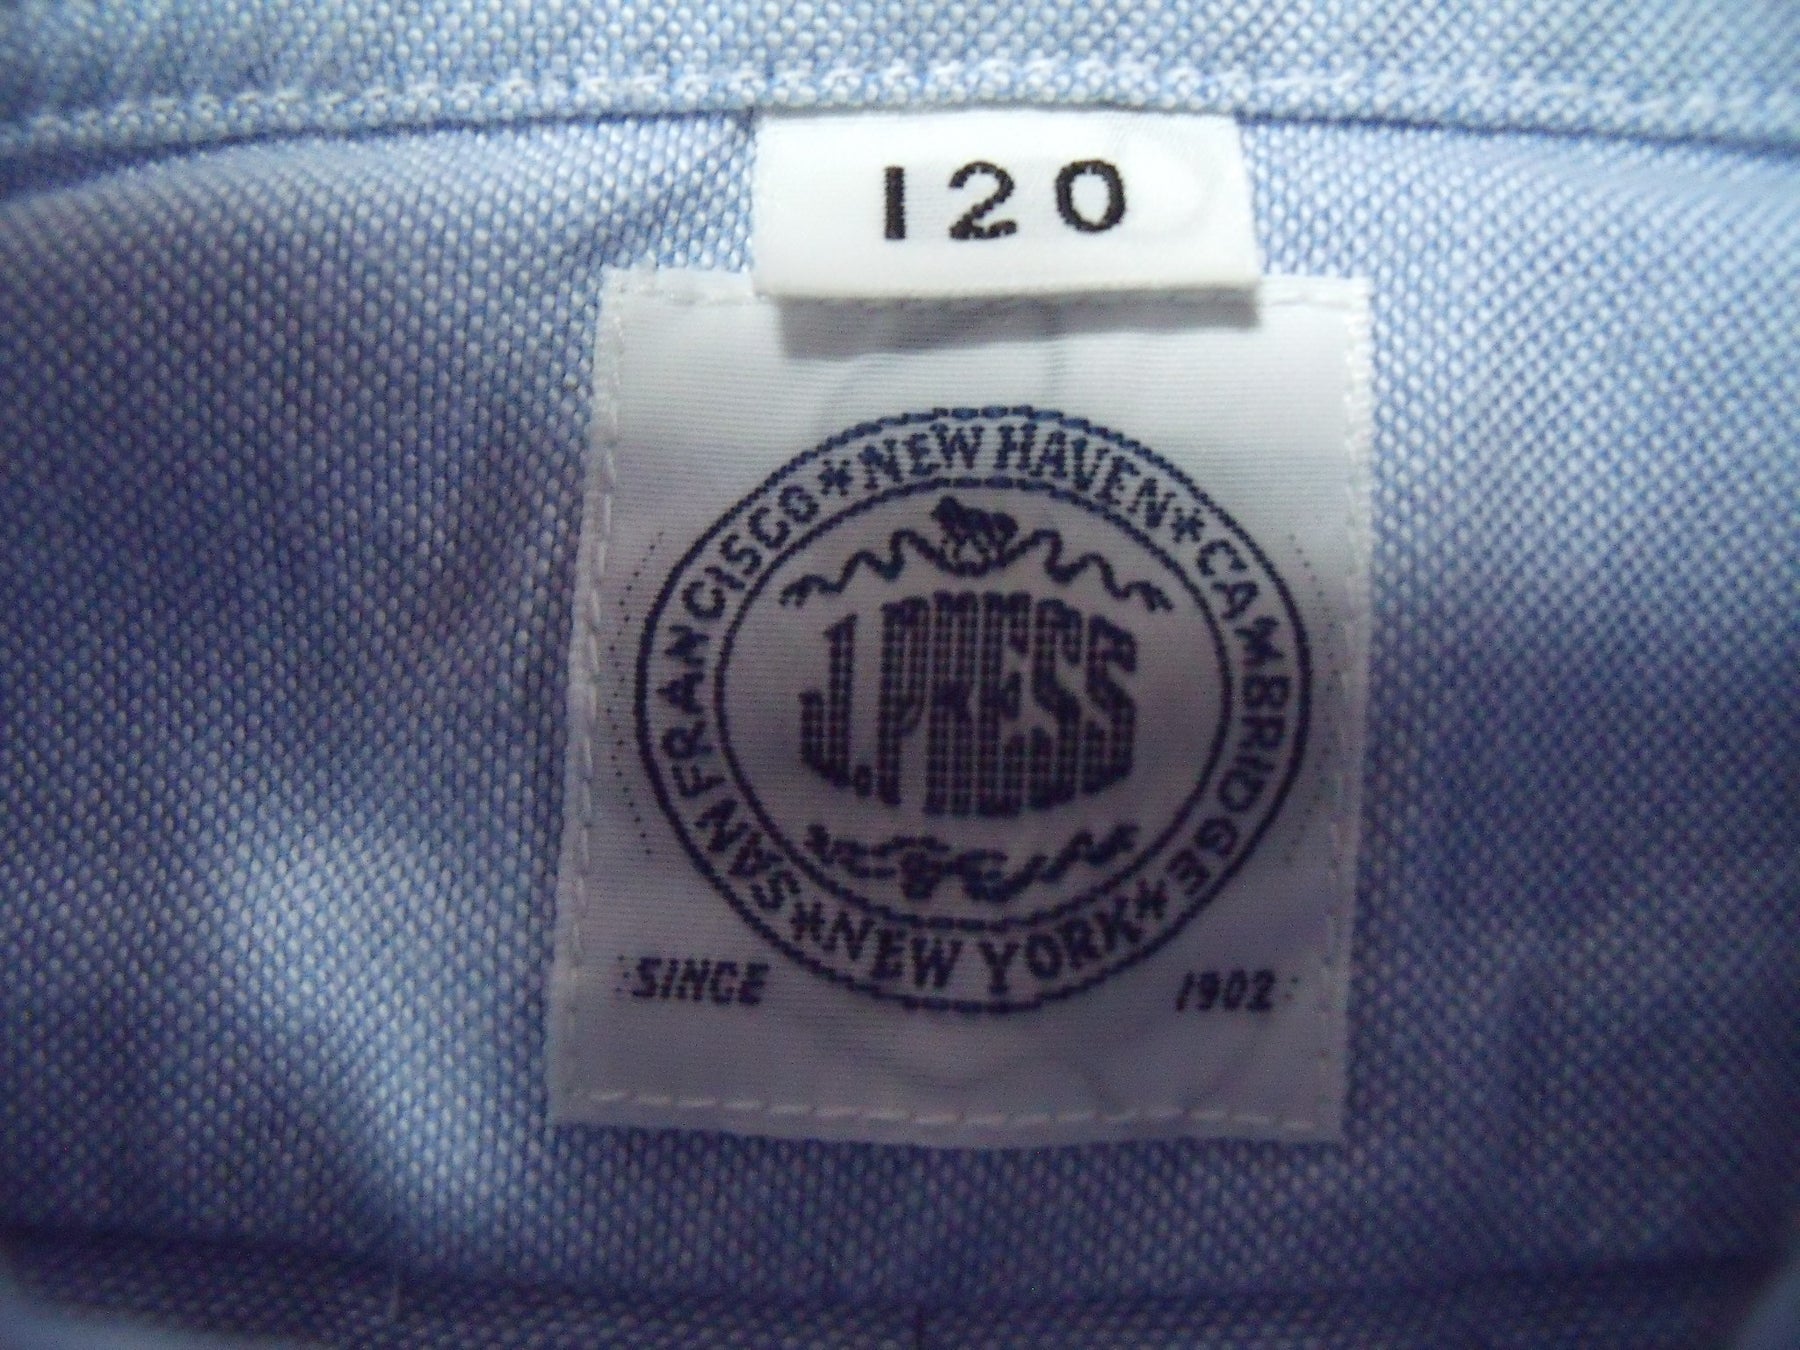 120
SAN FRANCISCO * NEW HAVEN * CAMBRIDGE * NEW YORK *
J. PRESS
SINCE 1902